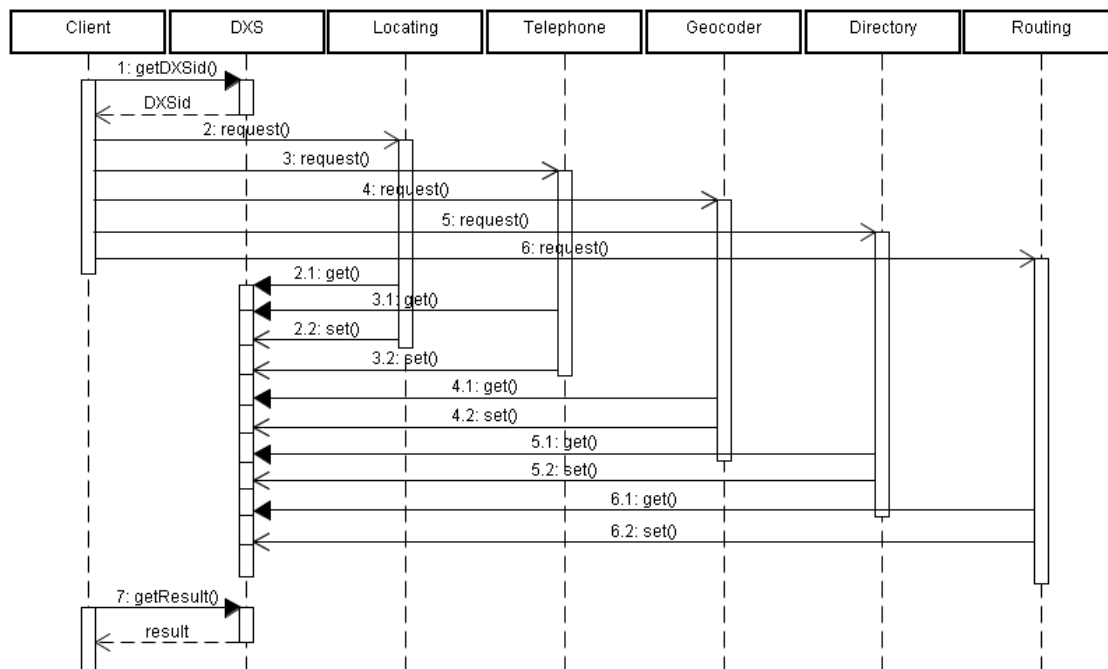 Client DXS Locating Telephone Geocoder Directory Routing
1: getDXSid()
DXSid
2: request()
3: request()
4: request()
5: request()
6: request()
2.1: get()
3.1: get()
2.2: set()
3.2: set()
4.1: get()
4.2: set()
5.1: get()
5.2: set()
6.1: get()
6.2: set()
7: getResult()
result